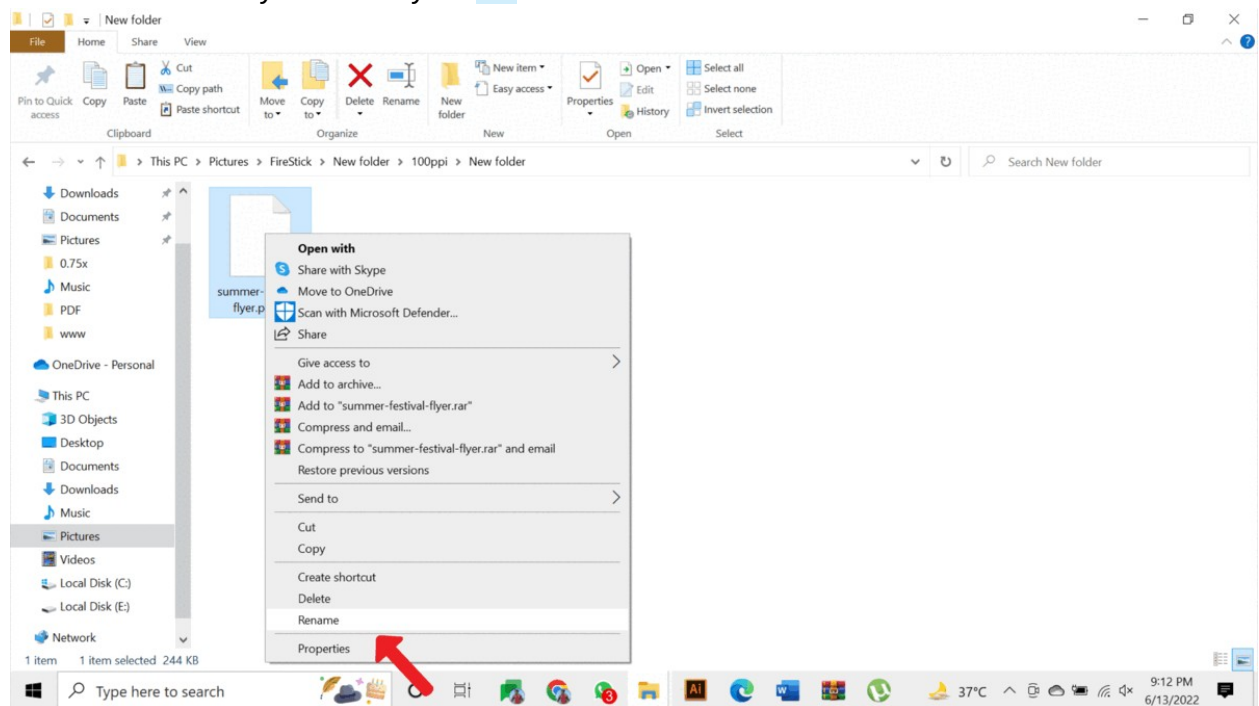 New folder
File Home Share View
Pin to Quick access
Copy
Paste
Cut
Copy path
Paste shortcut
Clipboard
Move to
Copy to
Delete
Rename
Organize
New folder
New item
Easy access
New
Properties
Open
Edit
History
Open
Select all
Select none
Invert selection
Select
This PC > Pictures > FireStick > New folder > 100ppi > New folder
Search New folder
Downloads
Documents
Pictures
0.75x
Music
PDF
www
OneDrive - Personal
This PC
3D Objects
Desktop
Documents
Downloads
Music
Pictures
Videos
Local Disk (C:)
Local Disk (E:)
Network
summer-
flyer.p
Open with
Share with Skype
Move to OneDrive
Scan with Microsoft Defender...
Share
Give access to
Add to archive...
Add to "summer-festival-flyer.rar"
Compress and email...
Compress to "summer-festival-flyer.rar" and email
Restore previous versions
Send to
Cut
Copy
Create shortcut
Delete
Rename
Properties
1 item 1 item selected 244 KB
Type here to search
3
Ai
37°C
9:12 PM
6/13/2022